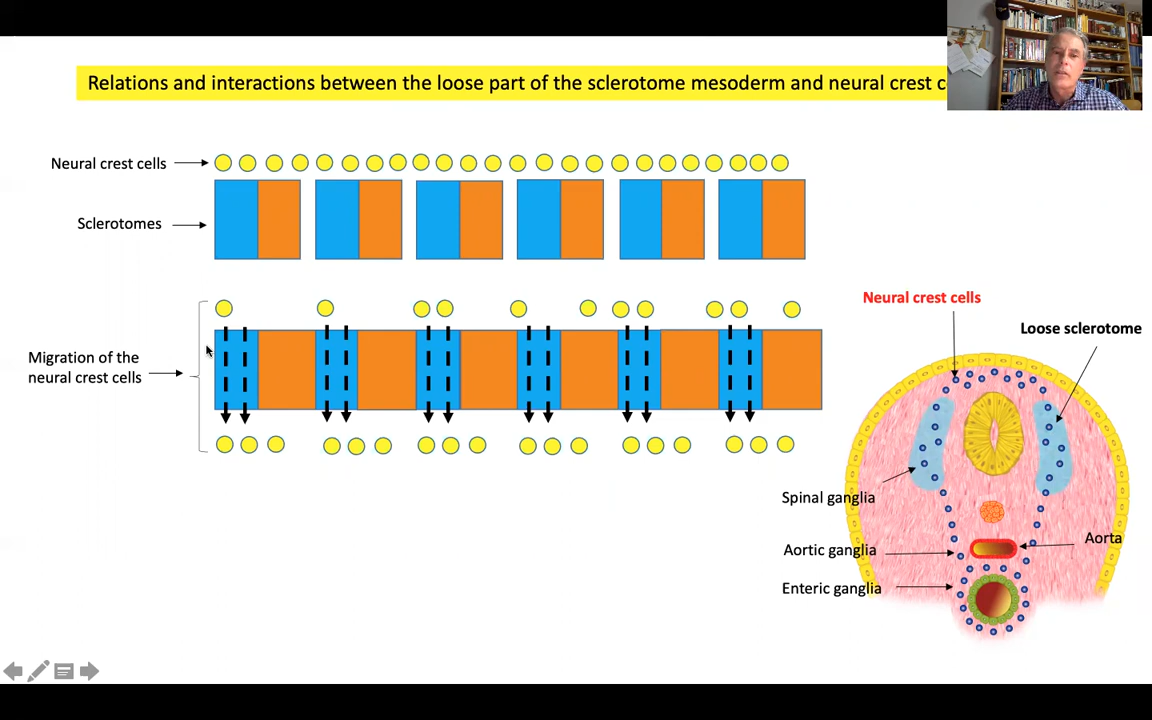 Relations and interactions between the loose part of the sclerotome mesoderm and neural crest
Neural crest cells
Sclerotomes
Migration of the
neural crest cells
Neural crest cells
Loose sclerotome
Spinal ganglia
Aortic ganglia
Aorta
Enteric ganglia